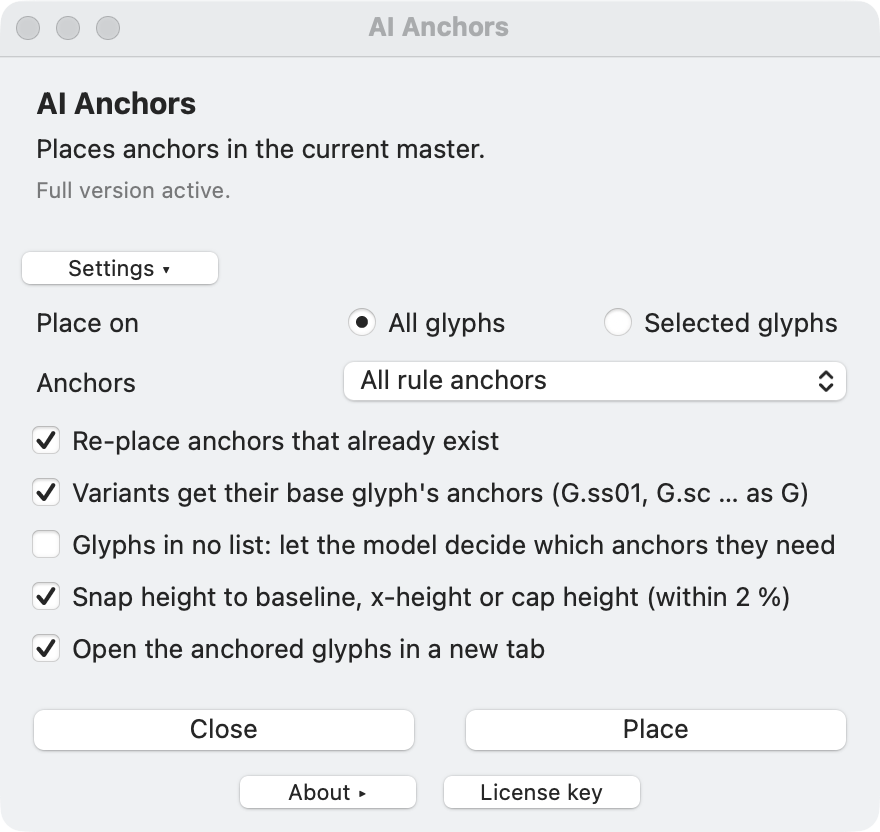 AI Anchors
AI Anchors
Places anchors in the current master.
Full version active.
Settings ▾
Place on All glyphs Selected glyphs
Anchors All rule anchors
Re-place anchors that already exist
Variants get their base glyph's anchors (G.ss01, G.sc ... as G)
Glyphs in no list: let the model decide which anchors they need
Snap height to baseline, x-height or cap height (within 2 %)
Open the anchored glyphs in a new tab
Close Place
About ▸ License key